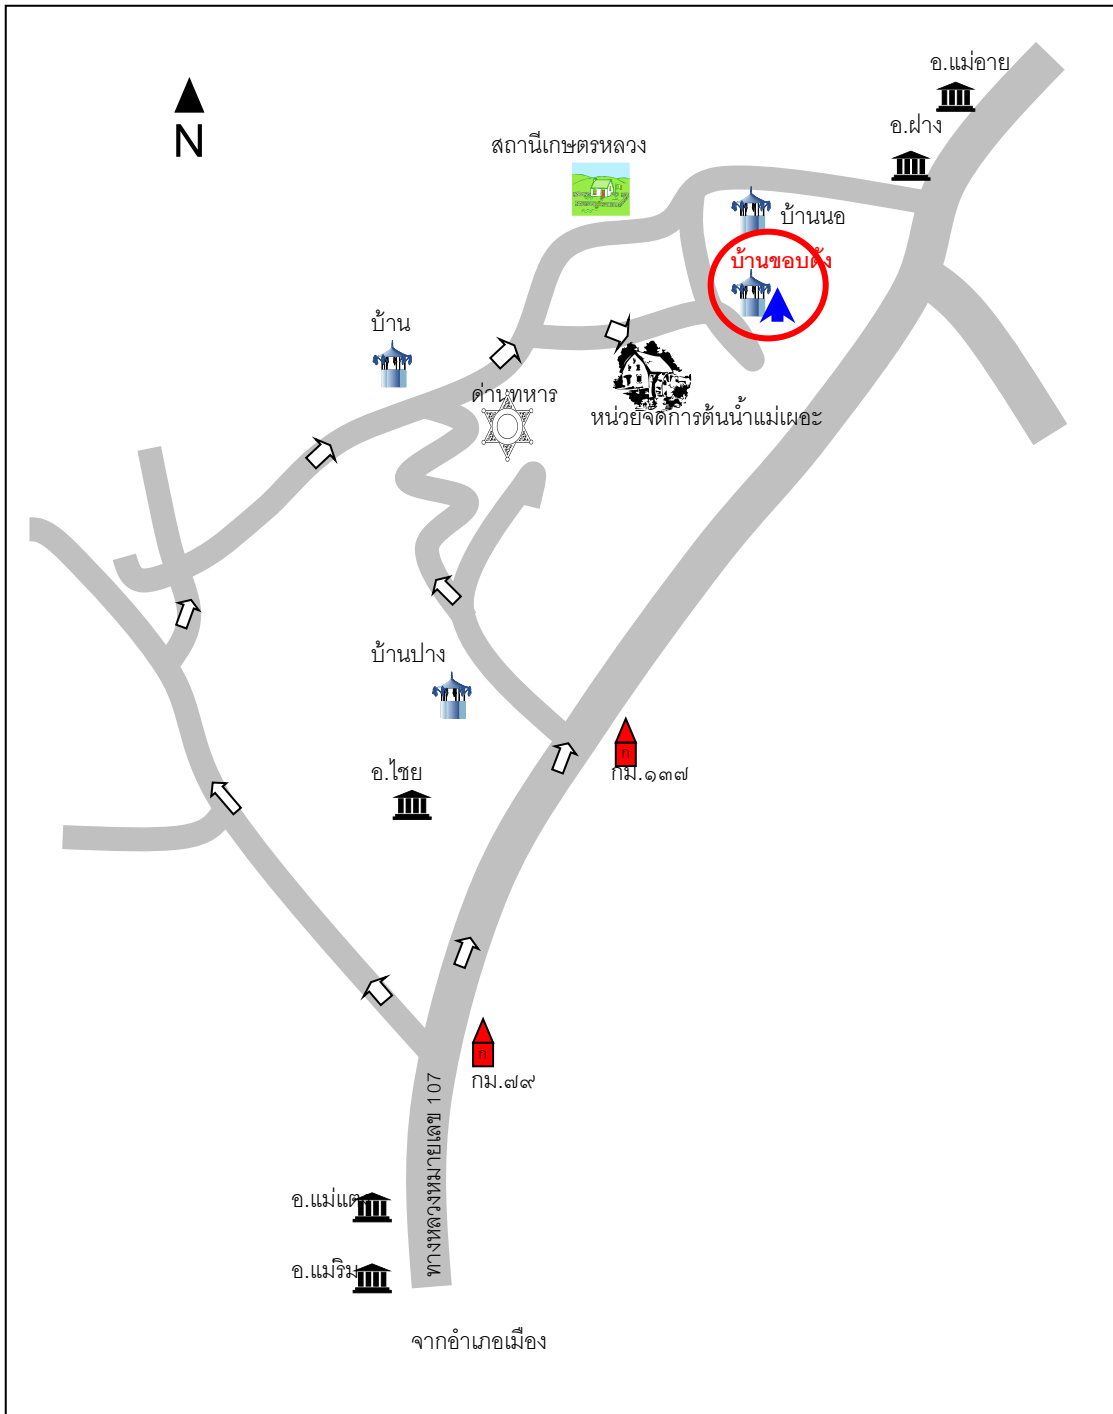 อ.แม่อาย
N
อ.ฝาง
สถานีเกษตรหลวง
บ้านนอ
บ้านขอบด้ง
บ้าน
ด่านทหาร
หน่วยจัดการต้นน้ำแม่เผอะ
บ้านปาง
ก
กม.๑๓๗
อ.ไชย
ก
กม.๗๙
ทางหลวงหมายเลข 107
อ.แม่แต
อ.แม่ริม
จากอำเภอเมือง